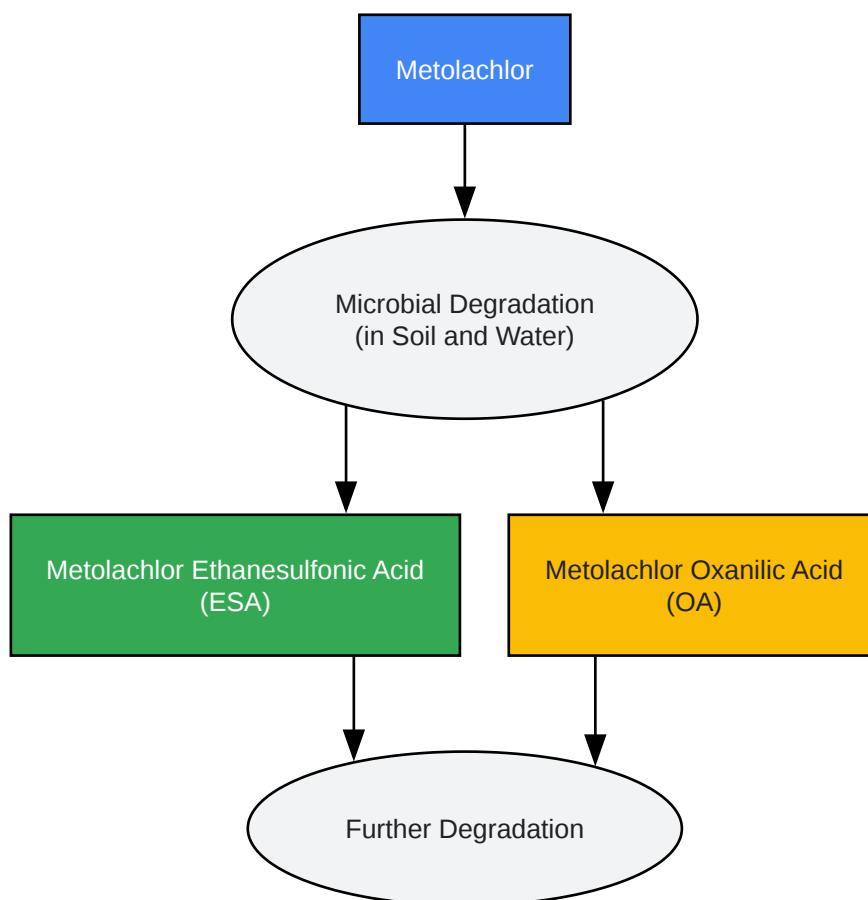 Metolachlor
Microbial Degradation
(in Soil and Water)
Metolachlor Ethanesulfonic Acid
(ESA)
Metolachlor Oxanilic Acid
(OA)
Further Degradation